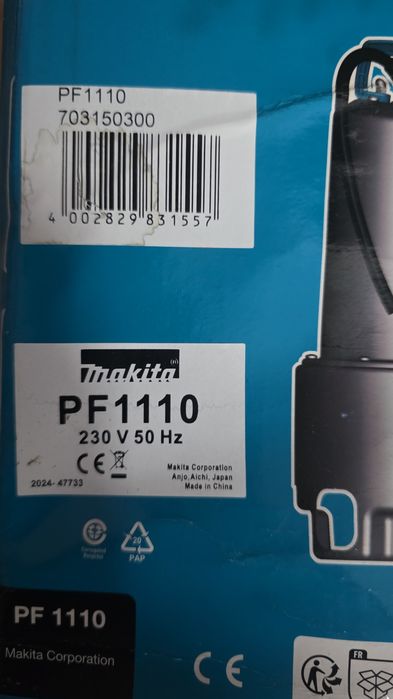 PF1110
703150300
4 002829 831557
makita
PF1110
230 V 50 Hz
CE
Makita Corporation
Anjo, Aichi, Japan
Made in China
2024- 47733
20
PAP
PF 1110
Makita Corporation
CE
FR